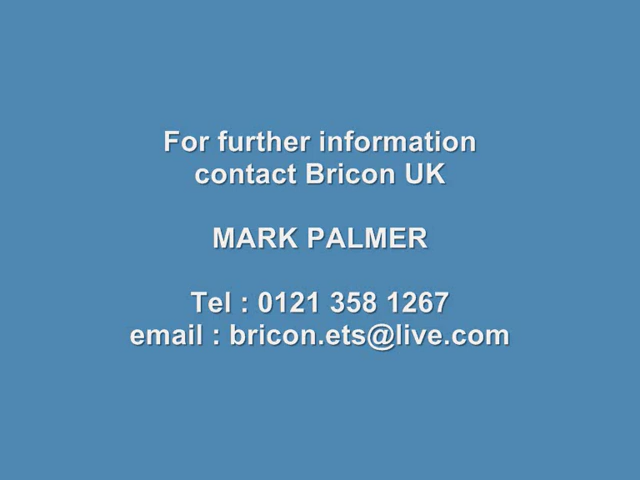 For further information
contact Bricon UK
MARK PALMER
Tel : 0121 358 1267
email : bricon.ets@live.com